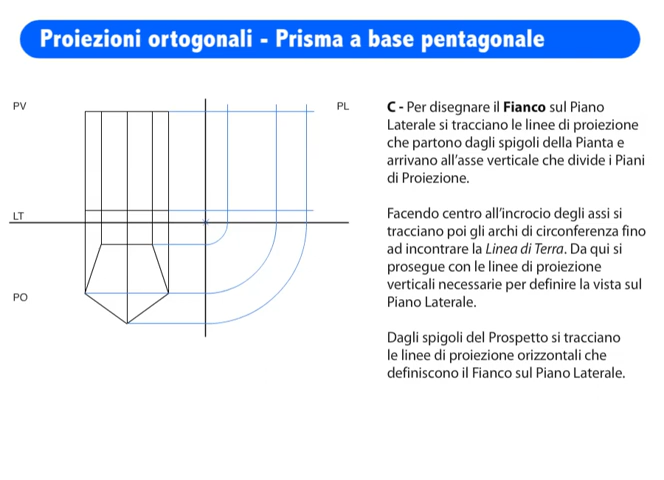 Proiezioni ortogonali - Prisma a base pentagonale
PV
PL
LT
PO
C - Per disegnare il Fianco sul Piano
Laterale si tracciano le linee di proiezione
che partono dagli spigoli della Pianta e
arrivano all'asse verticale che divide i Piani
di Proiezione.
Facendo centro all'incrocio degli assi si
tracciano poi gli archi di circonferenza fino
ad incontrare la Linea di Terra. Da qui si
prosegue con le linee di proiezione
verticali necessarie per definire la vista sul
Piano Laterale.
Dagli spigoli del Prospetto si tracciano
le linee di proiezione orizzontali che
definiscono il Fianco sul Piano Laterale.